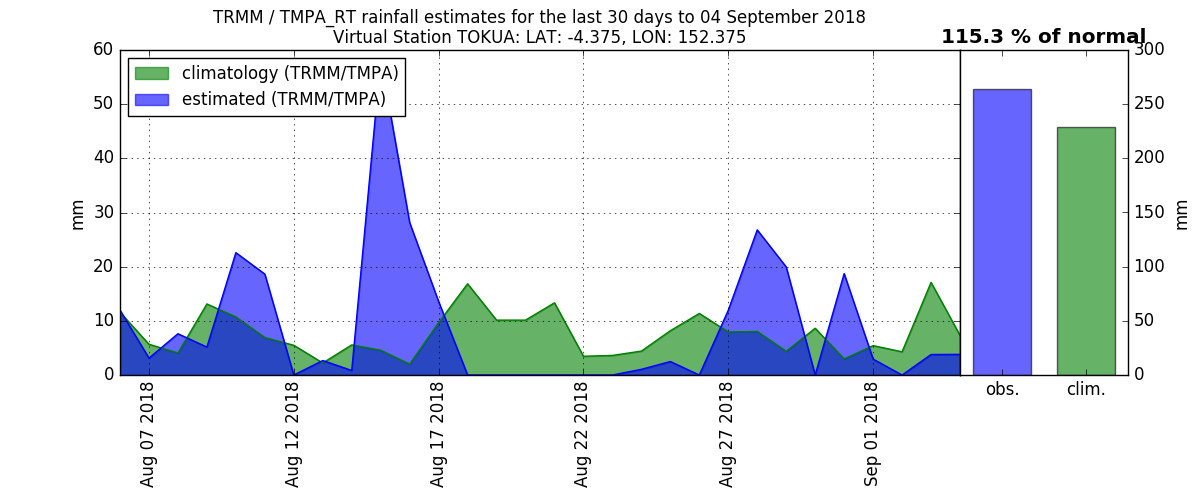 TRMM / TMPA_RT rainfall estimates for the last 30 days to 04 September 2018
Virtual Station TOKUA: LAT: -4.375, LON: 152.375
115.3 % of normal
climatology (TRMM/TMPA)
estimated (TRMM/TMPA)
mm
60
50
40
30
20
10
0
Aug 07 2018
Aug 12 2018
Aug 17 2018
Aug 22 2018
Aug 27 2018
Sep 01 2018
300
250
200
150
100
50
0
mm
obs.
clim.